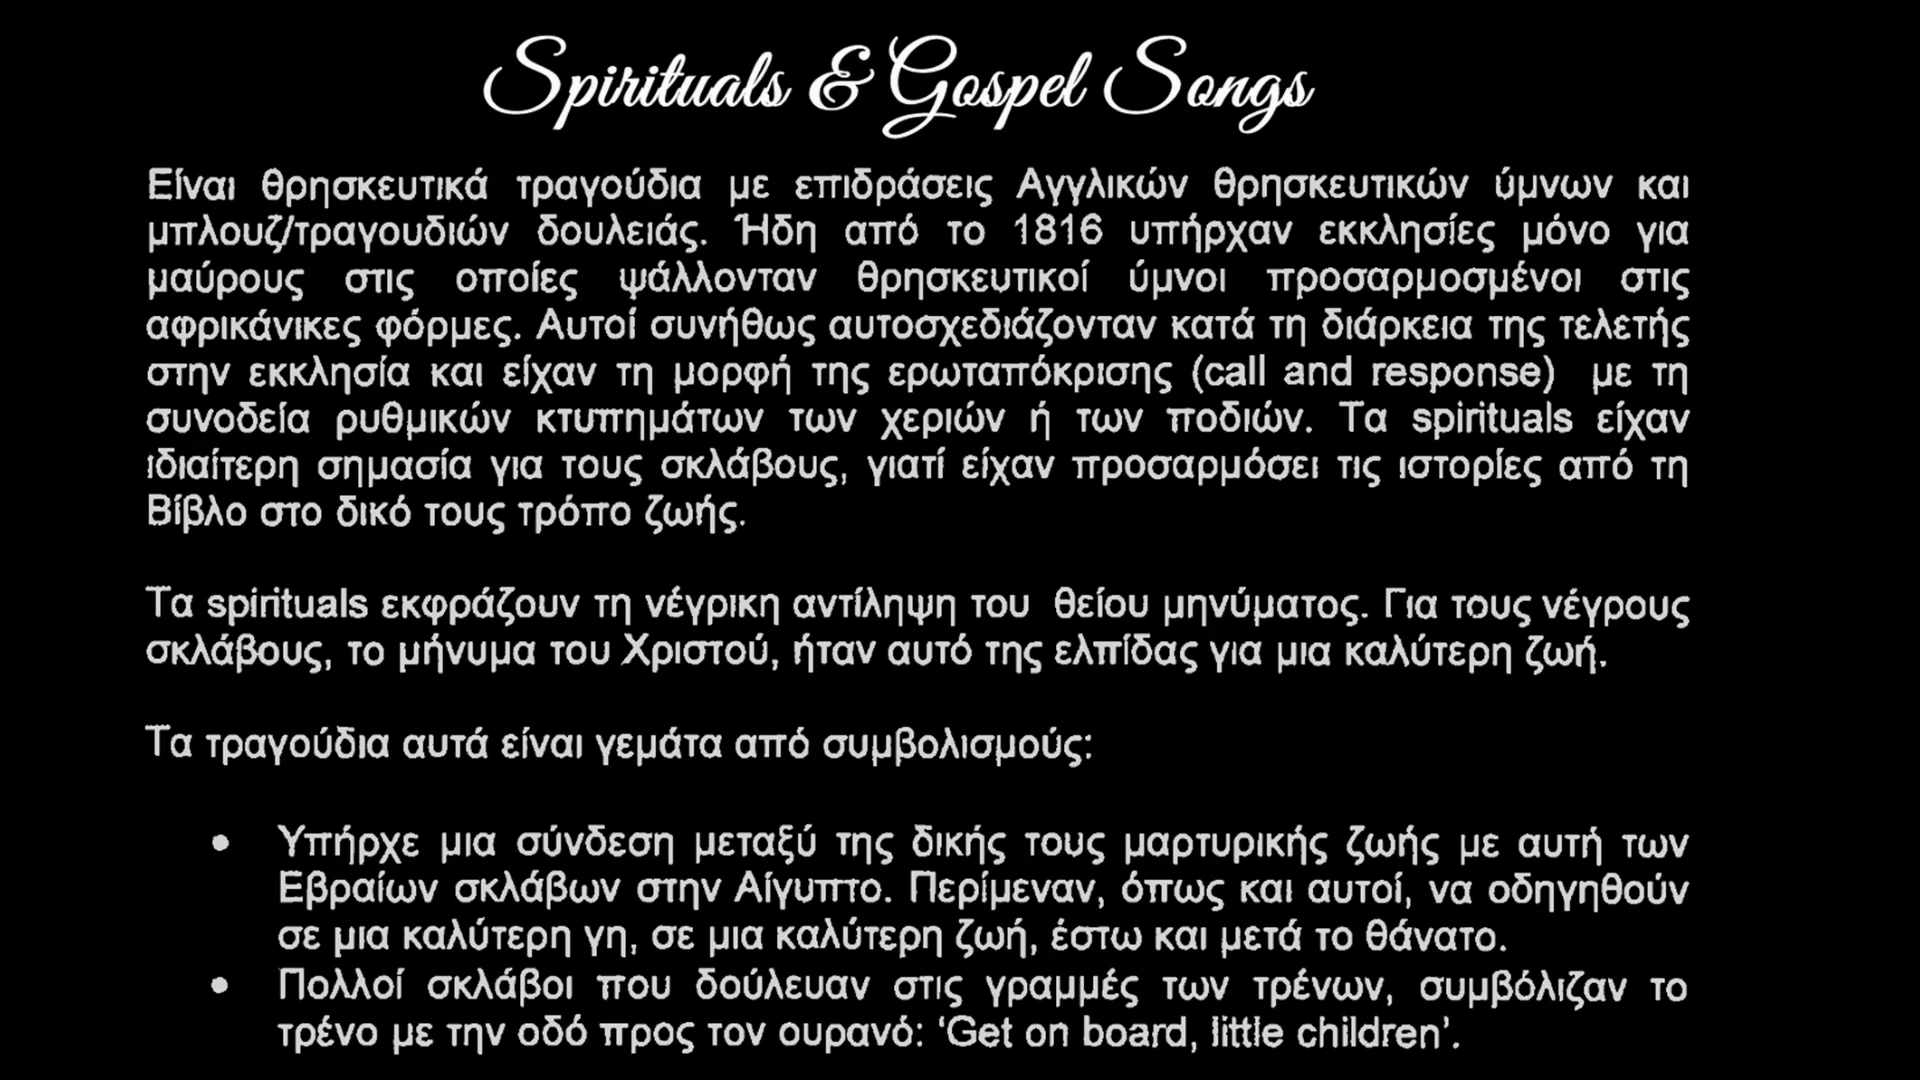 Spirituals & Gospel Songs
Είναι θρησκευτικά τραγούδια με επιδράσεις Αγγλικών θρησκευτικών ύμνων και
μπλουζ/τραγουδιών δουλειάς. Ήδη από το 1816 υπήρχαν εκκλησίες μόνο για
μαύρους στις οποίες ψάλλονταν θρησκευτικοί ύμνοι προσαρμοσμένοι στις
αφρικάνικες φόρμες. Αυτοί συνήθως αυτοσχεδιάζονταν κατά τη διάρκεια της τελετής
στην εκκλησία και είχαν τη μορφή της ερωταπόκρισης (call and response) με τη
συνοδεία ρυθμικών κτυπημάτων των χεριών ή των ποδιών. Τα spirituals είχαν
ιδιαίτερη σημασία για τους σκλάβους, γιατί είχαν προσαρμόσει τις ιστορίες από τη
Βίβλο στο δικό τους τρόπο ζωής.
Τα spirituals εκφράζουν τη νέγρικη αντίληψη του θείου μηνύματος. Για τους νέγρους
σκλάβους, το μήνυμα του Χριστού, ήταν αυτό της ελπίδας για μια καλύτερη ζωή.
Τα τραγούδια αυτά είναι γεμάτα από συμβολισμούς:
• Υπήρχε μια σύνδεση μεταξύ της δικής τους μαρτυρικής ζωής με αυτή των
Εβραίων σκλάβων στην Αίγυπτο. Περίμεναν, όπως και αυτοί, να οδηγηθούν
σε μια καλύτερη γη, σε μια καλύτερη ζωή, έστω και μετά το θάνατο.
• Πολλοί σκλάβοι που δούλευαν στις γραμμές των τρένων, συμβόλιζαν το
τρένο με την οδό προς τον ουρανό: ‘Get on board, little children’.